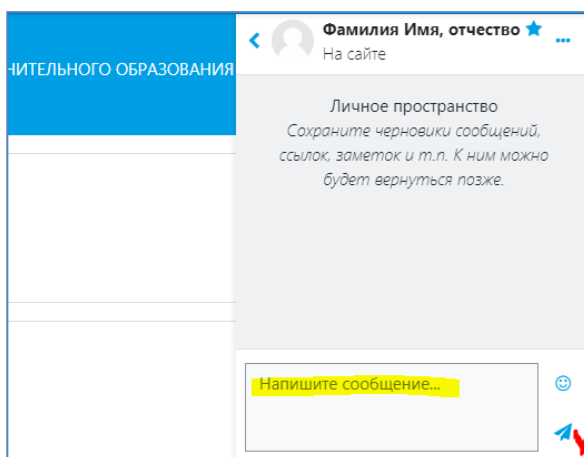 Фамилия Имя, отчество
На сайте
НИТЕЛЬНОГО ОБРАЗОВАНИЯ
Личное пространство
Сохраните черновики сообщений,
ссылок, заметок и т.п. К ним можно
будет вернуться позже.
Напишите сообщение...